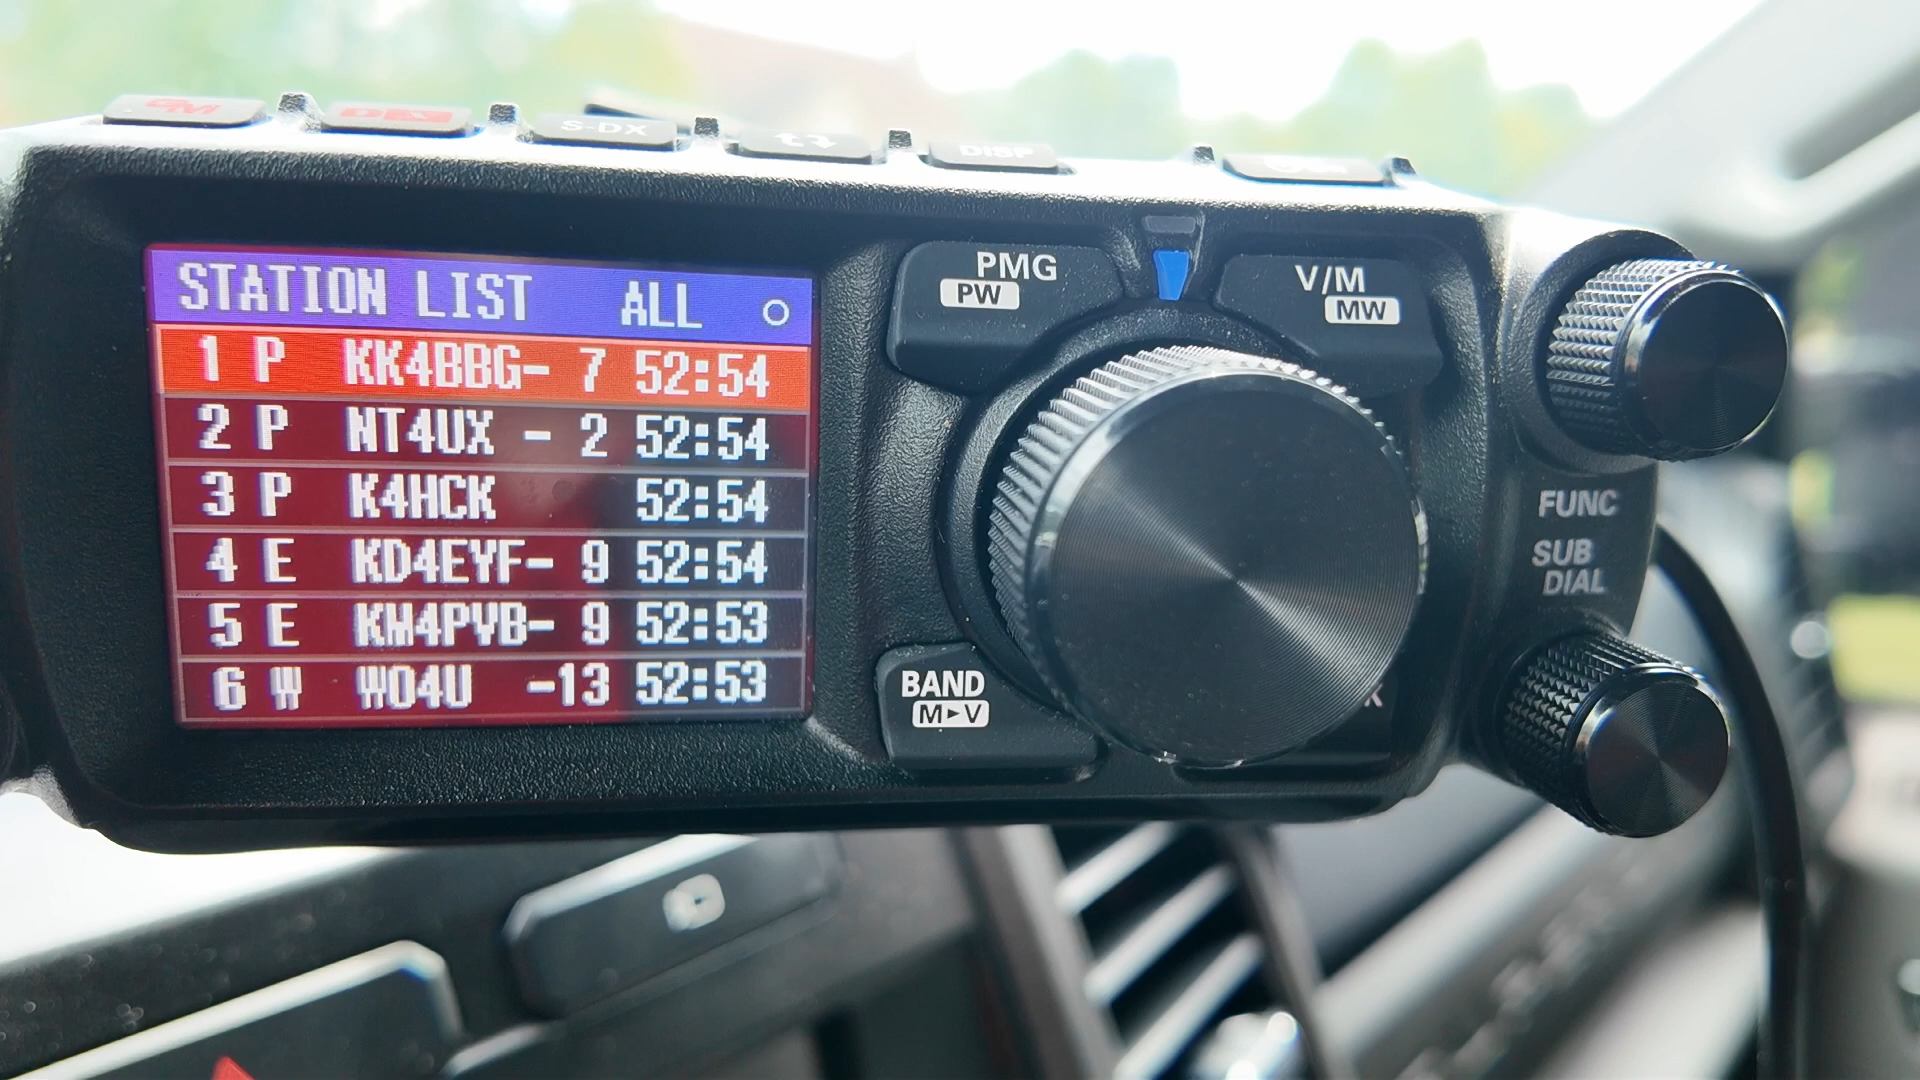 S-DX
DISP
STATION LIST ALL
1 P KK4BBG- 7 52:54
2 P NT4UX - 2 52:54
3 P K4HCK 52:54
4 E KD4EYF- 9 52:54
5 E KM4PVB- 9 52:53
6 W WO4U -13 52:53
PMG
PW
V/M
MW
BAND
M▸V
FUNC
SUB
DIAL